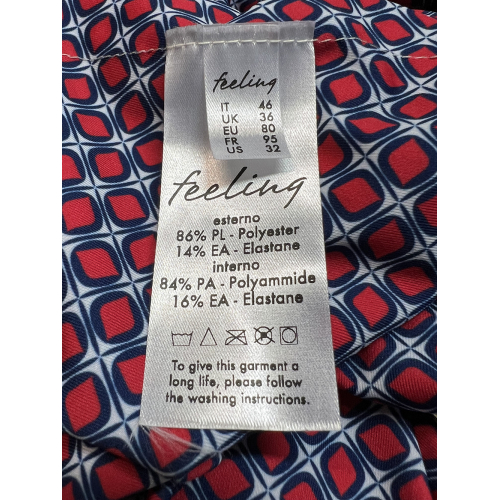 feeling
IT 46
UK 36
EU 80
FR 95
US 32
feeling
esterno
86% PL - Polyester
14% EA - Elastane
interno
84% PA - Polyammide
16% EA - Elastane
To give this garment a
long life, please follow
the washing instructions.